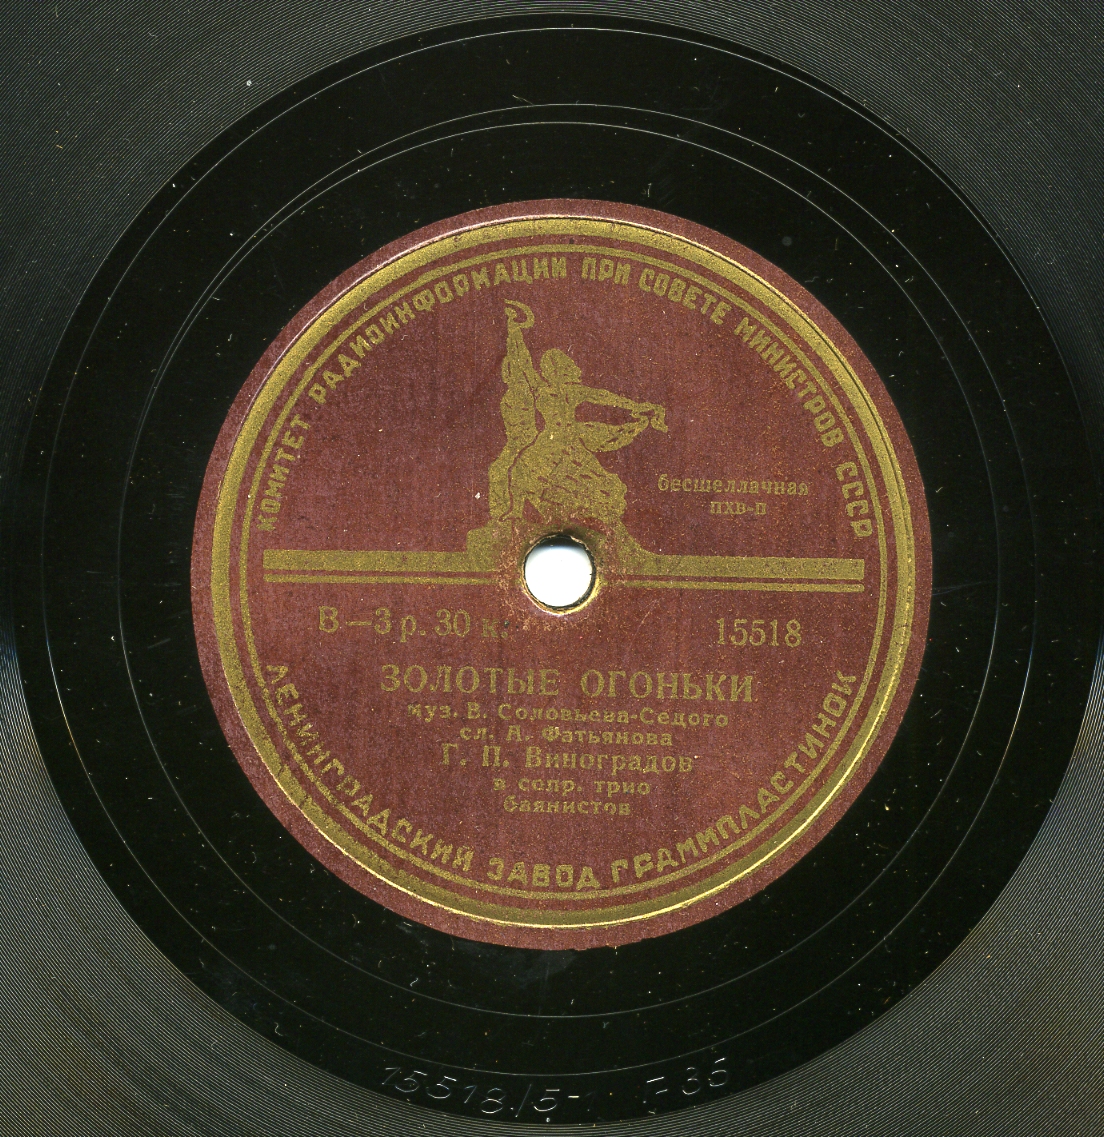 КОМИТЕТ РАДИОИНФОРМАЦИИ ПРИ СОВЕТЕ МИНИСТРОВ СССР
бесшеллачная
пхв-п
В—3 р. 30 к.
15518
ЗОЛОТЫЕ ОГОНЬКИ
муз. В. Соловьева-Седого
сл. А. Фатьянова
Г. П. Виноградов
в сопр. трио
баянистов
ЛЕНИНГРАДСКИЙ ЗАВОД ГРАМПЛАСТИНОК
15518/5-